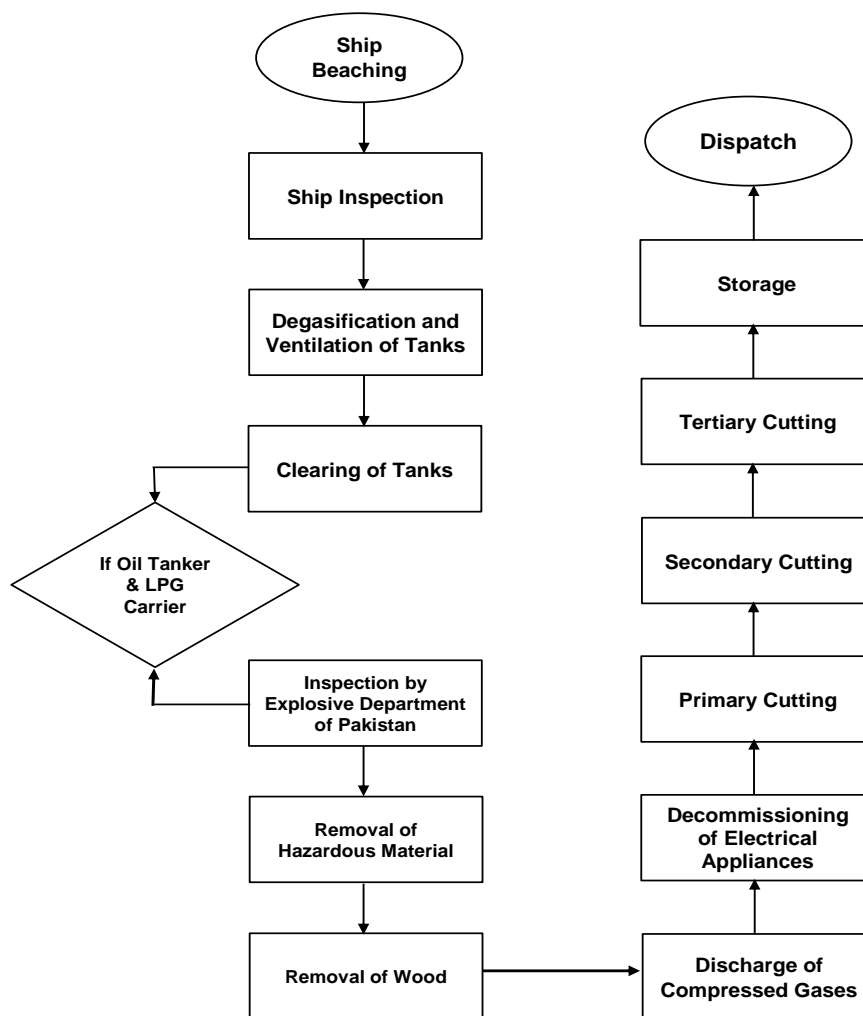 Ship
Beaching
Ship Inspection
Degasification and
Ventilation of Tanks
Clearing of Tanks
If Oil Tanker
& LPG
Carrier
Inspection by
Explosive Department
of Pakistan
Removal of
Hazardous Material
Removal of Wood
Discharge of
Compressed Gases
Decommissioning
of Electrical
Appliances
Primary Cutting
Secondary Cutting
Tertiary Cutting
Storage
Dispatch